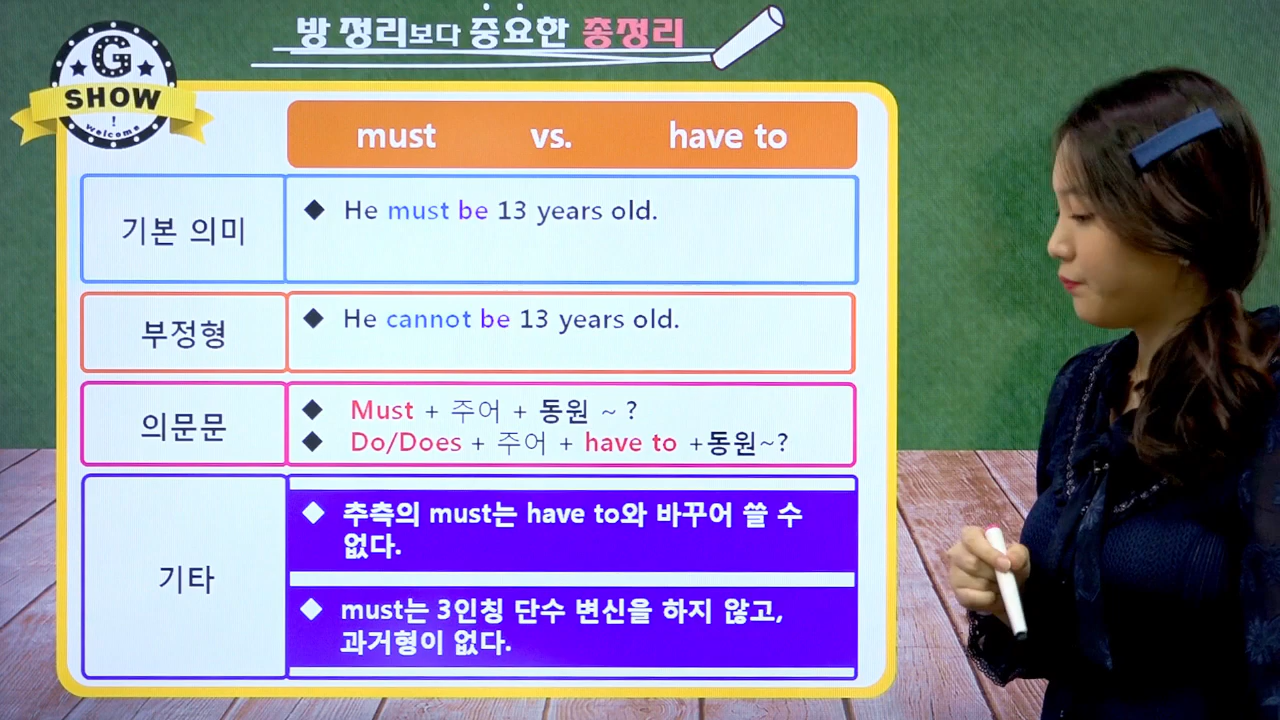 방 정리보다 중요한 총정리
G
SHOW
!
welcome
must vs. have to
기본 의미
◆ He must be 13 years old.
부정형
◆ He cannot be 13 years old.
의문문
◆ Must + 주어 + 동원 ~ ?
◆ Do/Does + 주어 + have to +동원~?
기타
◆ 추측의 must는 have to와 바꾸어 쓸 수
없다.
◆ must는 3인칭 단수 변신을 하지 않고,
과거형이 없다.